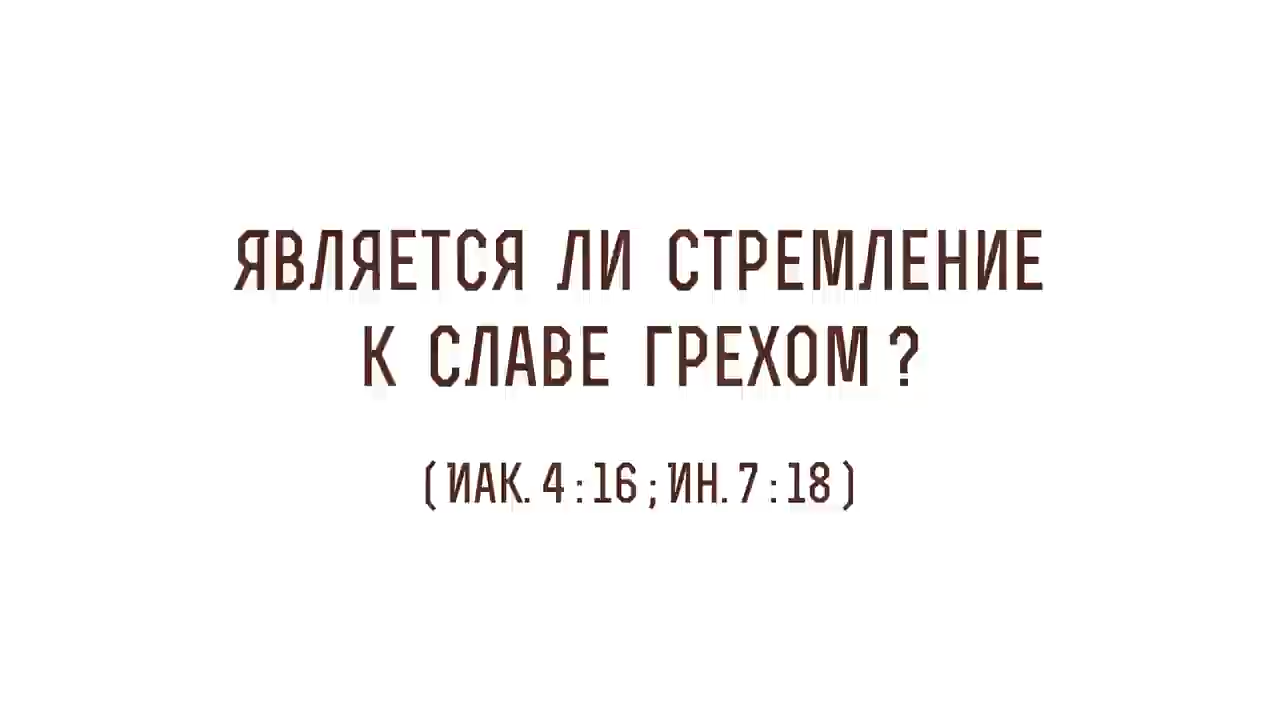 ЯВЛЯЕТСЯ ЛИ СТРЕМЛЕНИЕ
К СЛАВЕ ГРЕХОМ?
(ИАК. 4:16; ИН. 7:18)